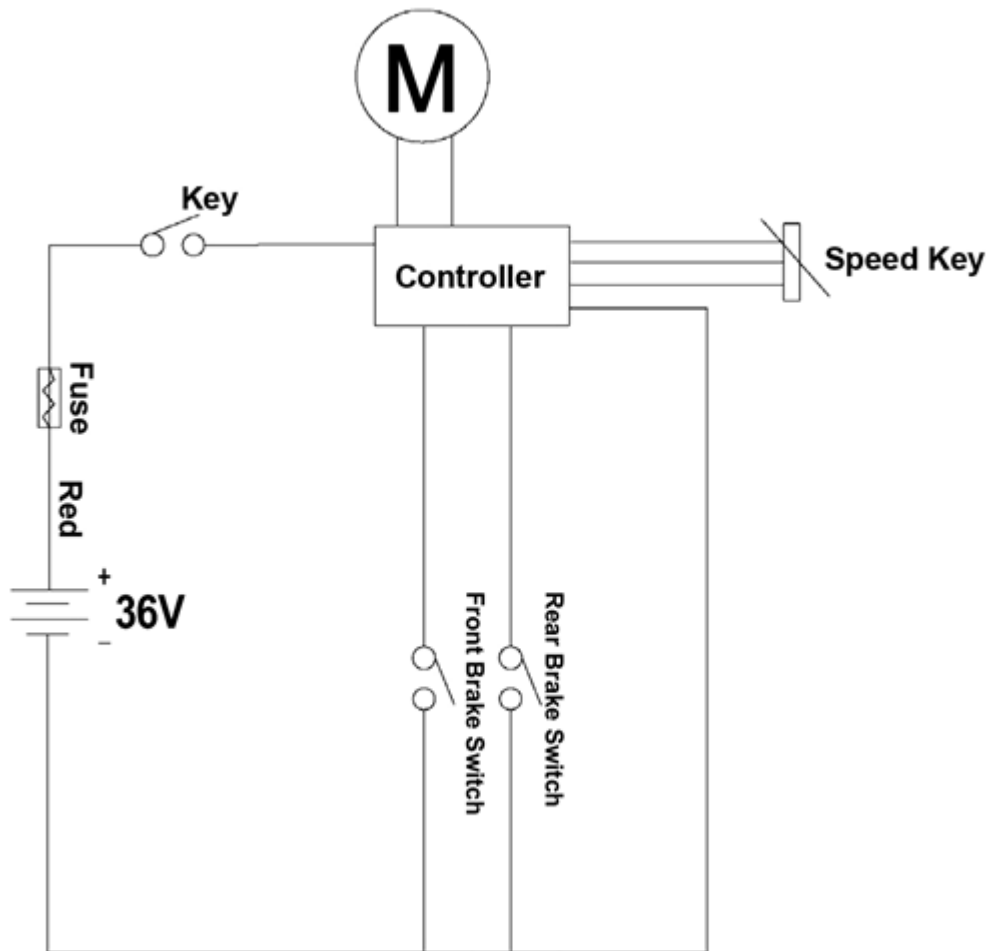 M
Key
Controller
Speed Key
Fuse
Red
+
36V
–
Front Brake Switch
Rear Brake Switch